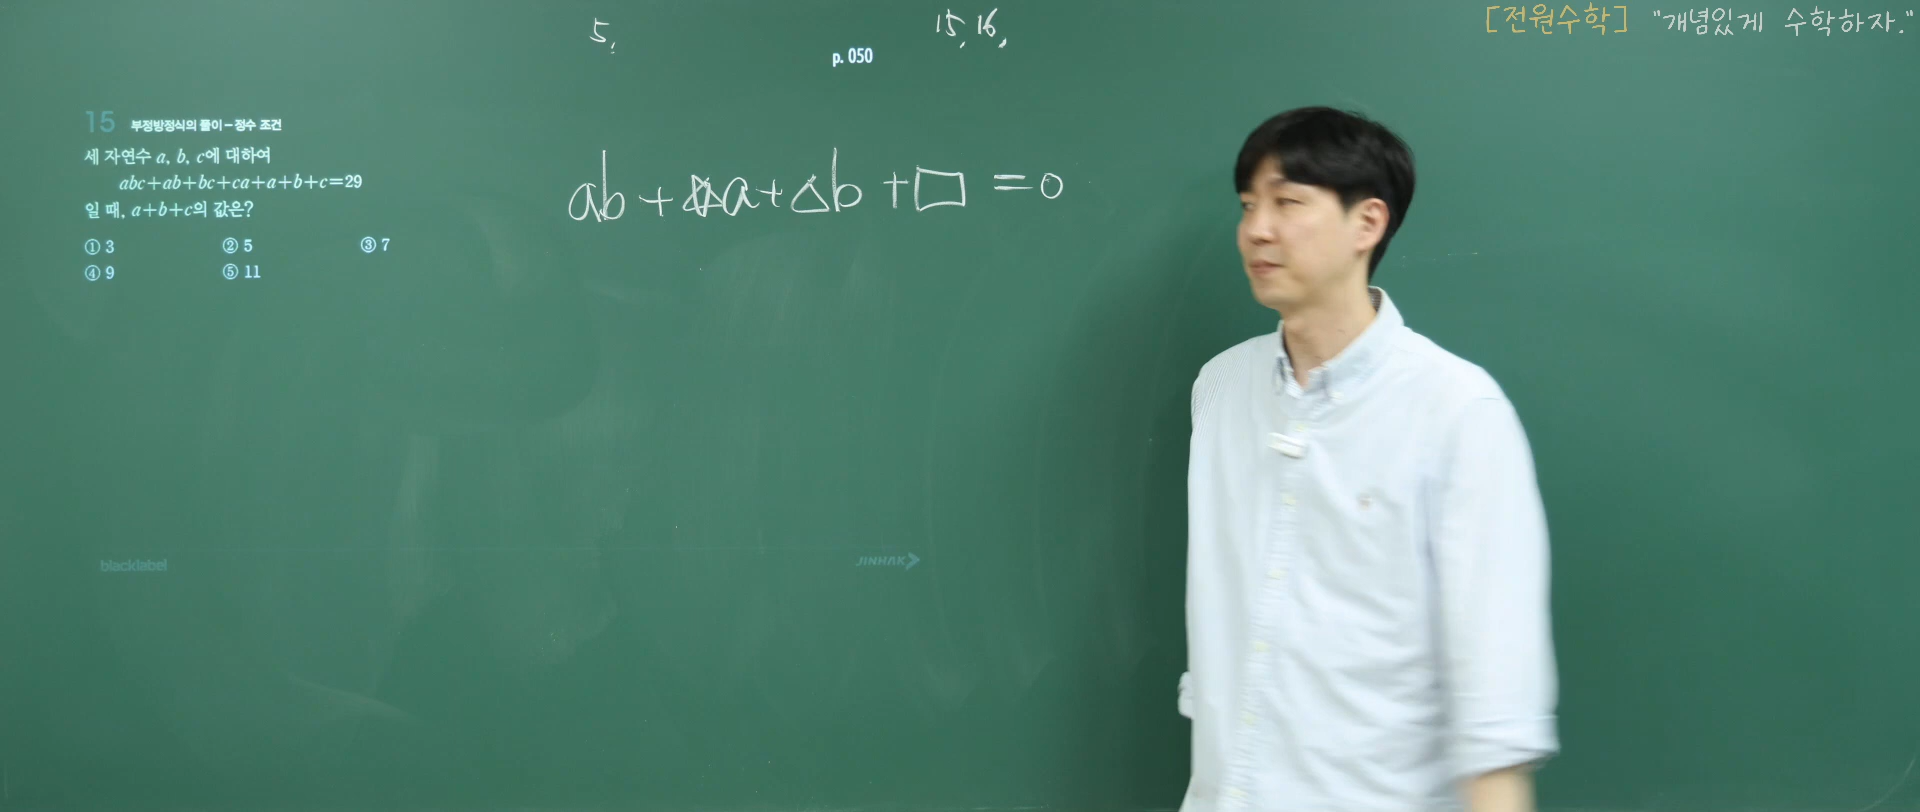 5,
15, 16,
p. 050
[전원수학] "개념있게 수학하자."
15 부정방정식의 풀이 – 정수 조건
세 자연수 a, b, c에 대하여
abc+ab+bc+ca+a+b+c=29
일 때, a+b+c의 값은?
① 3 ② 5 ③ 7
④ 9 ⑤ 11
ab + ☆a + △b + □ = 0
blacklabel
JINHAK